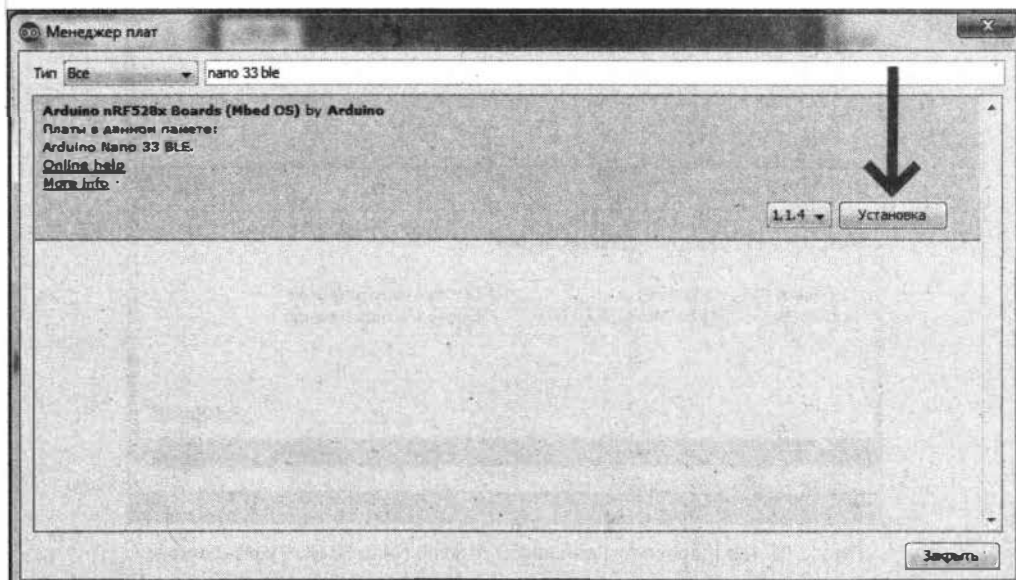 Менеджер плат
Тип Все nano 33 ble
Arduino nRF528x Boards (Mbed OS) by Arduino
Платы в данном пакете:
Arduino Nano 33 BLE.
Online help
More Info
1.1.4 Установка
Закрыть